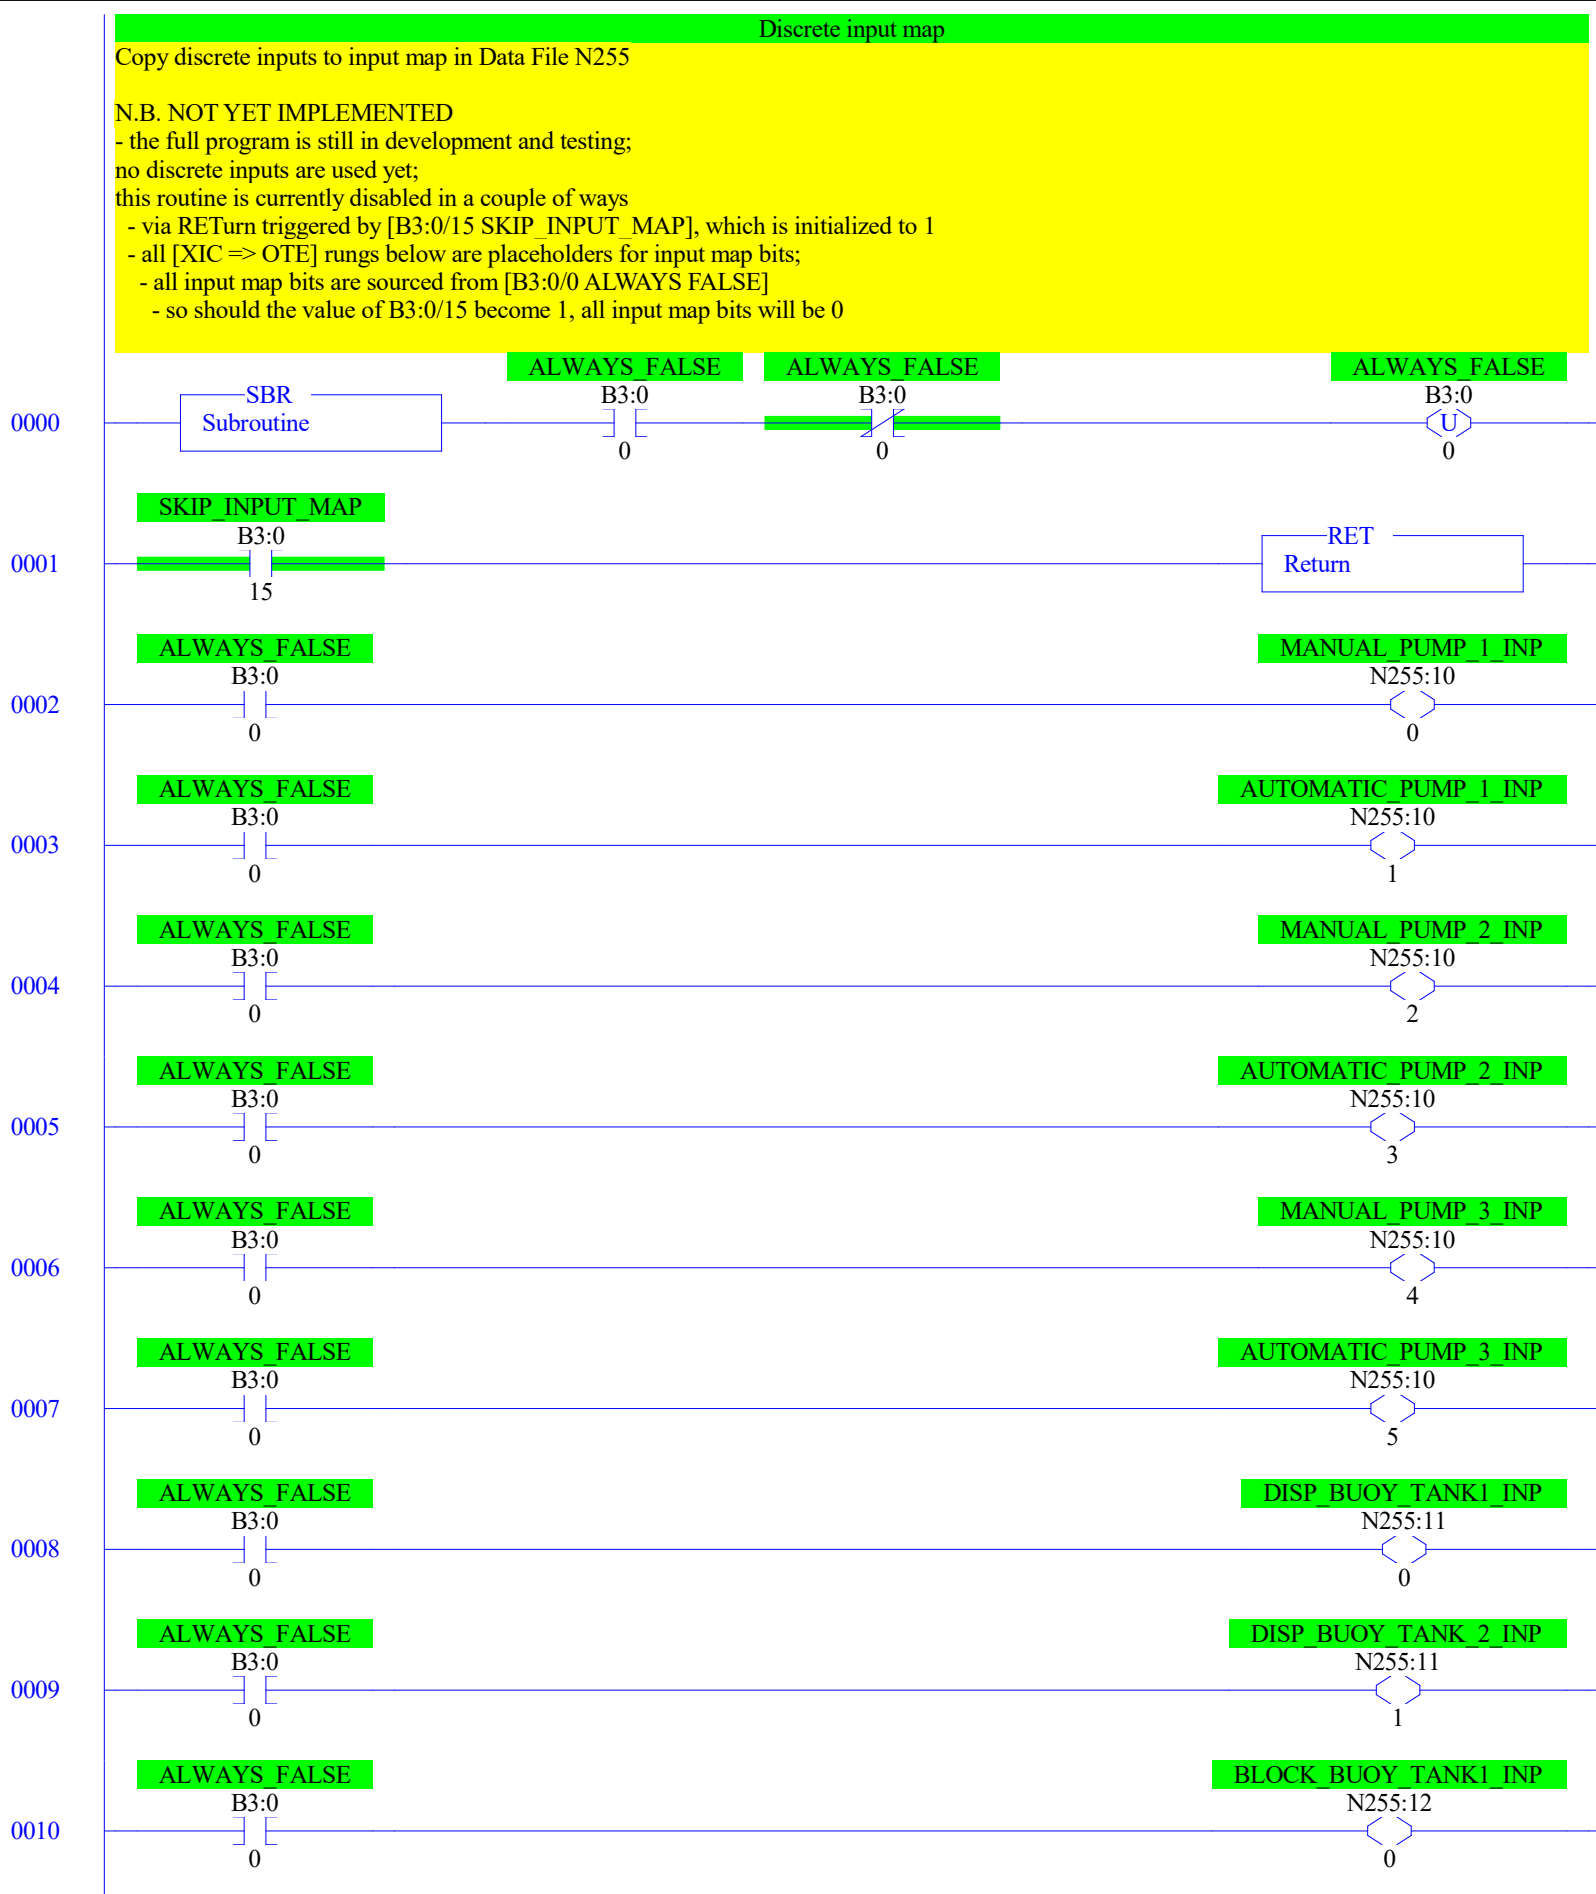 Discrete input map
Copy discrete inputs to input map in Data File N255
N.B. NOT YET IMPLEMENTED
- the full program is still in development and testing;
no discrete inputs are used yet;
this routine is currently disabled in a couple of ways
- via RETurn triggered by [B3:0/15 SKIP_INPUT_MAP], which is initialized to 1
- all [XIC => OTE] rungs below are placeholders for input map bits;
- all input map bits are sourced from [B3:0/0 ALWAYS FALSE]
- so should the value of B3:0/15 become 1, all input map bits will be 0
ALWAYS_FALSE ALWAYS_FALSE ALWAYS_FALSE
SBR B3:0 B3:0 B3:0
0000 Subroutine U
0 0 0
SKIP_INPUT_MAP
B3:0 RET
0001 Return
15
ALWAYS_FALSE MANUAL_PUMP_1_INP
B3:0 N255:10
0002
0 0
ALWAYS_FALSE AUTOMATIC_PUMP_1_INP
B3:0 N255:10
0003
0 1
ALWAYS_FALSE MANUAL_PUMP_2_INP
B3:0 N255:10
0004
0 2
ALWAYS_FALSE AUTOMATIC_PUMP_2_INP
B3:0 N255:10
0005
0 3
ALWAYS_FALSE MANUAL_PUMP_3_INP
B3:0 N255:10
0006
0 4
ALWAYS_FALSE AUTOMATIC_PUMP_3_INP
B3:0 N255:10
0007
0 5
ALWAYS_FALSE DISP_BUOY_TANK1_INP
B3:0 N255:11
0008
0 0
ALWAYS_FALSE DISP_BUOY_TANK_2_INP
B3:0 N255:11
0009
0 1
ALWAYS_FALSE BLOCK_BUOY_TANK1_INP
B3:0 N255:12
0010
0 0